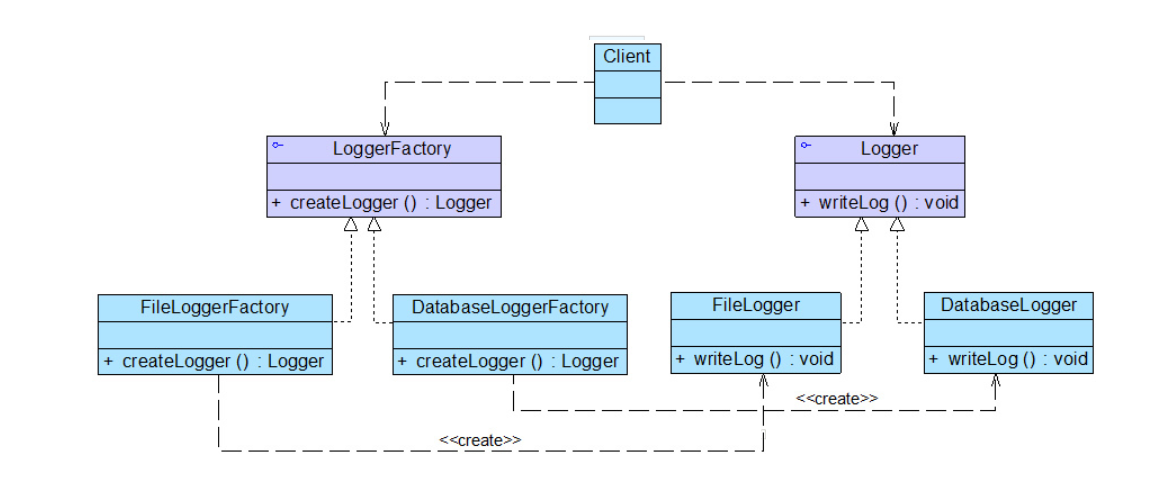 Client
LoggerFactory
+ createLogger () : Logger
Logger
+ writeLog () : void
FileLoggerFactory
+ createLogger () : Logger
DatabaseLoggerFactory
+ createLogger () : Logger
FileLogger
+ writeLog () : void
DatabaseLogger
+ writeLog () : void
<<create>>
<<create>>